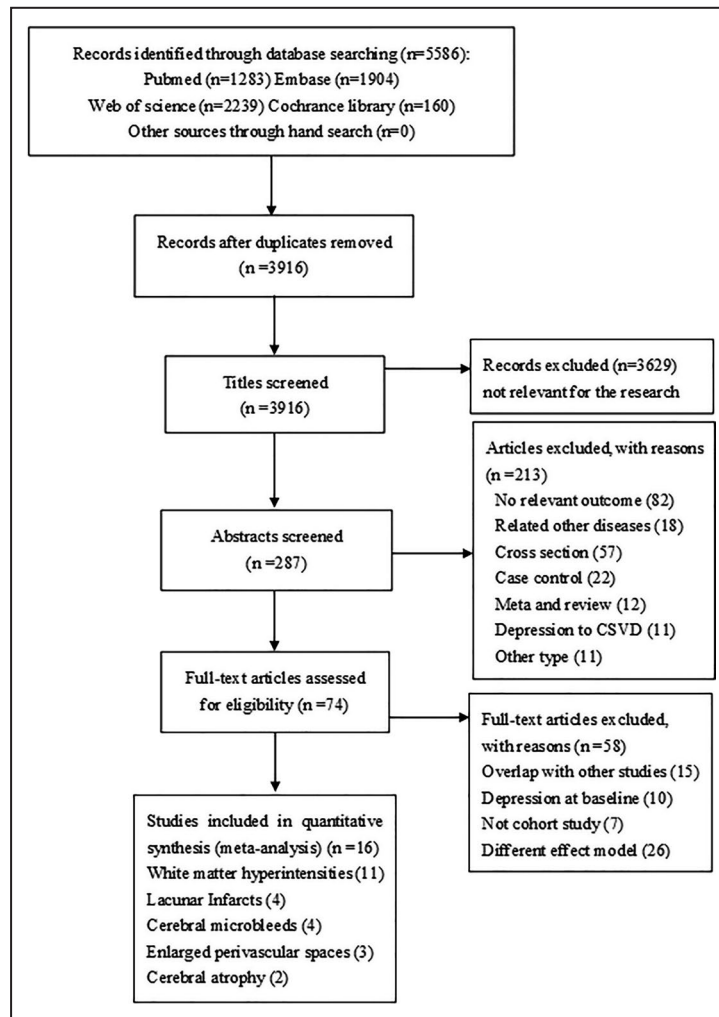 Records identified through database searching (n=5586):
Pubmed (n=1283) Embase (n=1904)
Web of science (n=2239) Cochrance library (n=160)
Other sources through hand search (n=0)
Records after duplicates removed
(n =3916)
Titles screened
(n =3916)
Records excluded (n=3629)
not relevant for the research
Abstracts screened
(n =287)
Articles excluded, with reasons
(n =213)
No relevant outcome (82)
Related other diseases (18)
Cross section (57)
Case control (22)
Meta and review (12)
Depression to CSVD (11)
Other type (11)
Full-text articles assessed
for eligibility (n =74)
Full-text articles excluded,
with reasons (n=58)
Overlap with other studies (15)
Depression at baseline (10)
Not cohort study (7)
Different effect model (26)
Studies included in quantitative
synthesis (meta-analysis) (n =16)
White matter hyperintensities (11)
Lacunar Infarcts (4)
Cerebral microbleeds (4)
Enlarged perivascular spaces (3)
Cerebral atrophy (2)